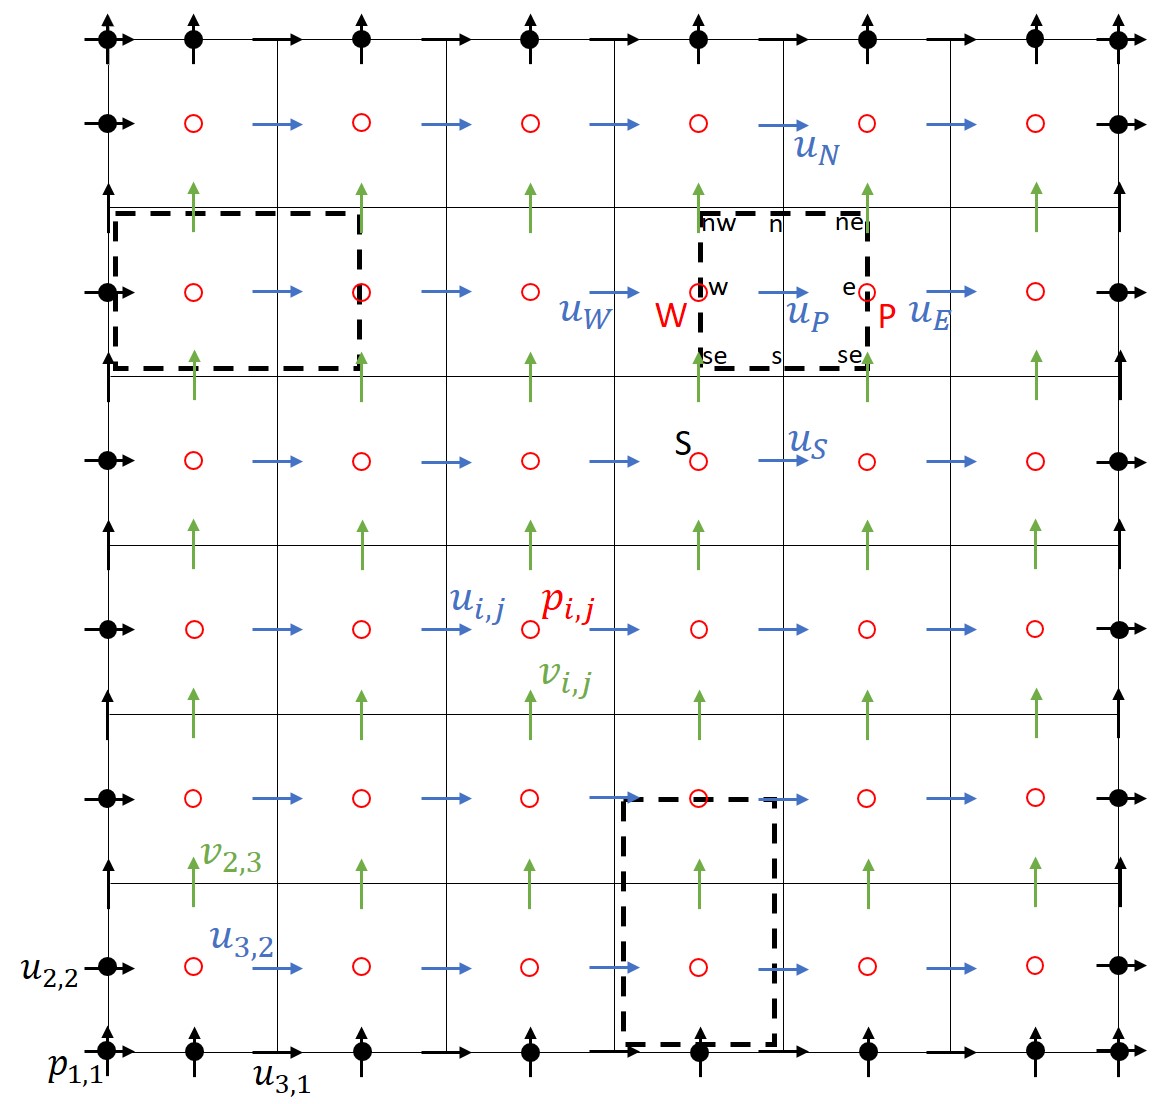 u_N
nw n ne
w e
u_W W u_P P u_E
se s se
S u_S
u_{i,j} p_{i,j}
v_{i,j}
v_{2,3}
u_{3,2}
u_{2,2}
p_{1,1}
u_{3,1}